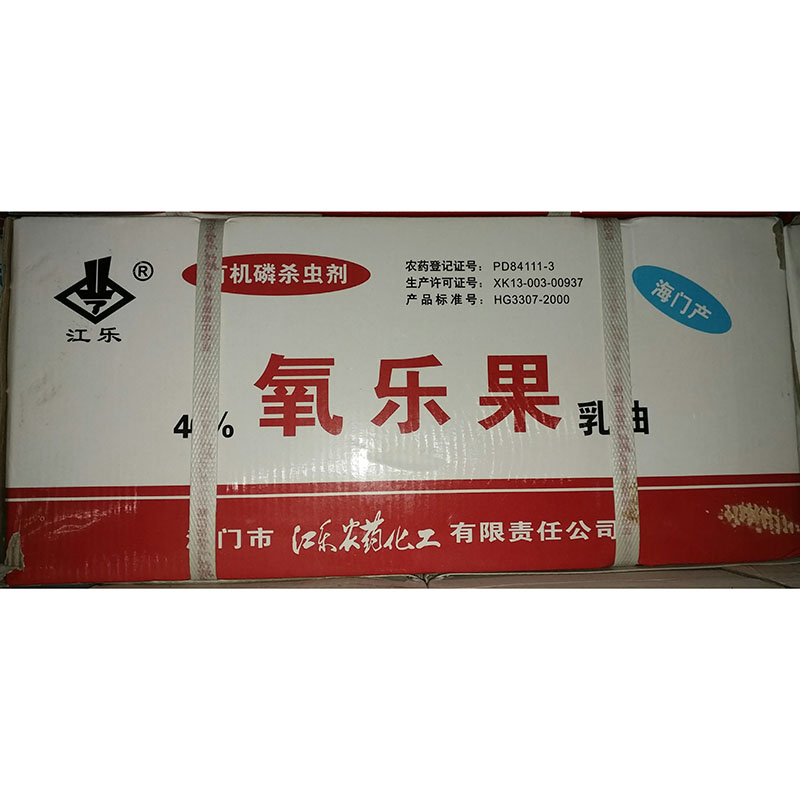 ®
江乐
机磷杀虫剂
农药登记证号： PD84111-3
生产许可证号： XK13-003-00937
产品标准号： HG3307-2000
海门产
4 %
氧乐果
乳油
门市 江乐农药化工 有限责任公司